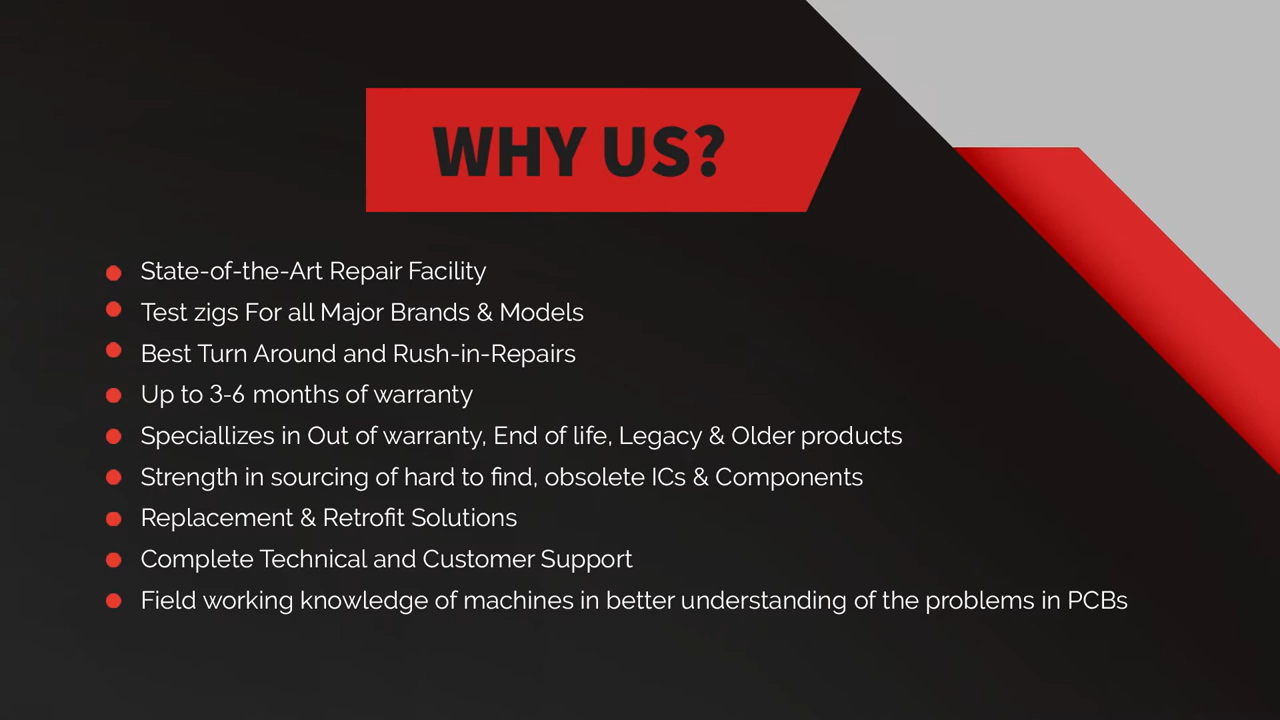 WHY US?
State-of-the-Art Repair Facility
Test zigs For all Major Brands & Models
Best Turn Around and Rush-in-Repairs
Up to 3-6 months of warranty
Speciallizes in Out of warranty, End of life, Legacy & Older products
Strength in sourcing of hard to find, obsolete ICs & Components
Replacement & Retrofit Solutions
Complete Technical and Customer Support
Field working knowledge of machines in better understanding of the problems in PCBs